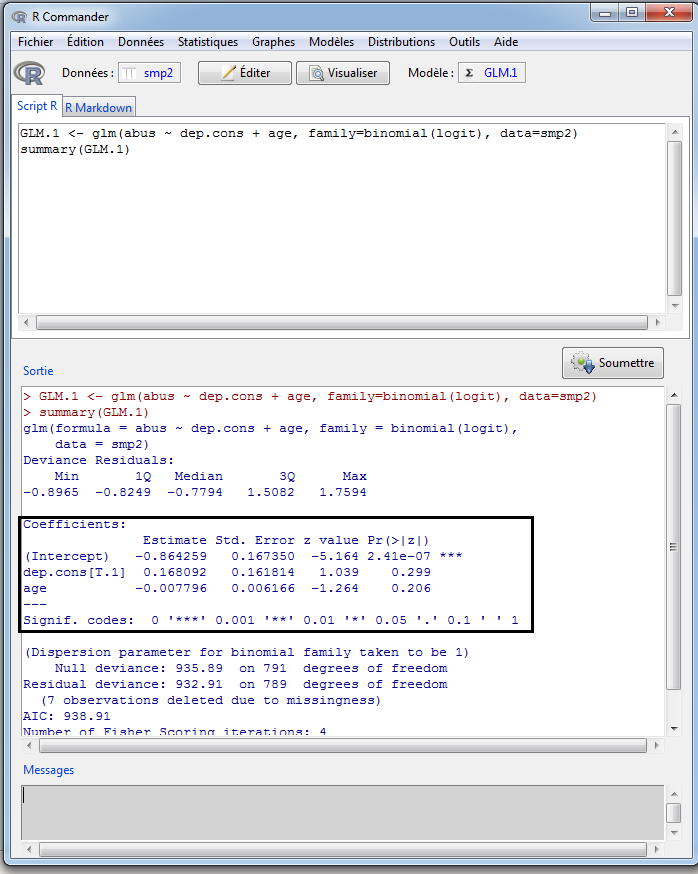 R Commander
Fichier Édition Données Statistiques Graphes Modèles Distributions Outils Aide
R Données : smp2 Éditer Visualiser Modèle : Σ GLM.1
Script R R Markdown
GLM.1 <- glm(abus ~ dep.cons + age, family=binomial(logit), data=smp2)
summary(GLM.1)
Soumettre
Sortie
> GLM.1 <- glm(abus ~ dep.cons + age, family=binomial(logit), data=smp2)
> summary(GLM.1)
glm(formula = abus ~ dep.cons + age, family = binomial(logit),
    data = smp2)
Deviance Residuals:
    Min       1Q   Median       3Q      Max
-0.8965  -0.8249  -0.7794   1.5082   1.7594
Coefficients:
               Estimate Std. Error z value Pr(>|z|)
(Intercept)   -0.864259   0.167350  -5.164 2.41e-07 ***
dep.cons[T.1]  0.168092   0.161814   1.039    0.299
age           -0.007796   0.006166  -1.264    0.206
---
Signif. codes:  0 '***' 0.001 '**' 0.01 '*' 0.05 '.' 0.1 ' ' 1
(Dispersion parameter for binomial family taken to be 1)
    Null deviance: 935.89  on 791  degrees of freedom
Residual deviance: 932.91  on 789  degrees of freedom
  (7 observations deleted due to missingness)
AIC: 938.91
Number of Fisher Scoring iterations: 4
Messages